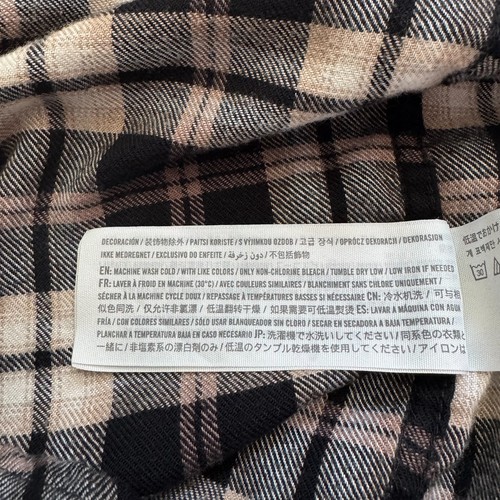 DECORACIÓN / 装饰物除外 / PAITSI KORISTE / S VÝJIMKOU OZDOB / 고급 장식 / OPRÓCZ DEKORACJI / DEKORASJON
IKKE MEDREGNET / EXCLUSIVO DO ENFEITE / دون زخرفة / 不包括飾物
EN: MACHINE WASH COLD / WITH LIKE COLORS / ONLY NON-CHLORINE BLEACH / TUMBLE DRY LOW / LOW IRON IF NEEDED
FR: LAVER À FROID EN MACHINE (30°C) / AVEC COULEURS SIMILAIRES / BLANCHIMENT SANS CHLORE UNIQUEMENT /
SÉCHER À LA MACHINE CYCLE DOUX / REPASSAGE À TEMPÉRATURES BASSES SI NÉCESSAIRE CN: 冷水机洗 / 可与相
似色同洗 / 仅允许非氯漂 / 低温翻转干燥 / 如果需要可低温熨烫 ES: LAVAR A MÁQUINA CON AGUA
FRÍA / CON COLORES SIMILARES / SÓLO USAR BLANQUEADOR SIN CLORO / SECAR EN SECADORA A BAJA TEMPERATURA /
PLANCHAR A TEMPERATURA BAJA EN CASO NECESARIO JP: 洗濯機で水洗いしてください / 同系色の衣類と
一緒に / 非塩素系の漂白剤のみ / 低温のタンブル乾燥機を使用してください / アイロンは
低温でおかけ
30